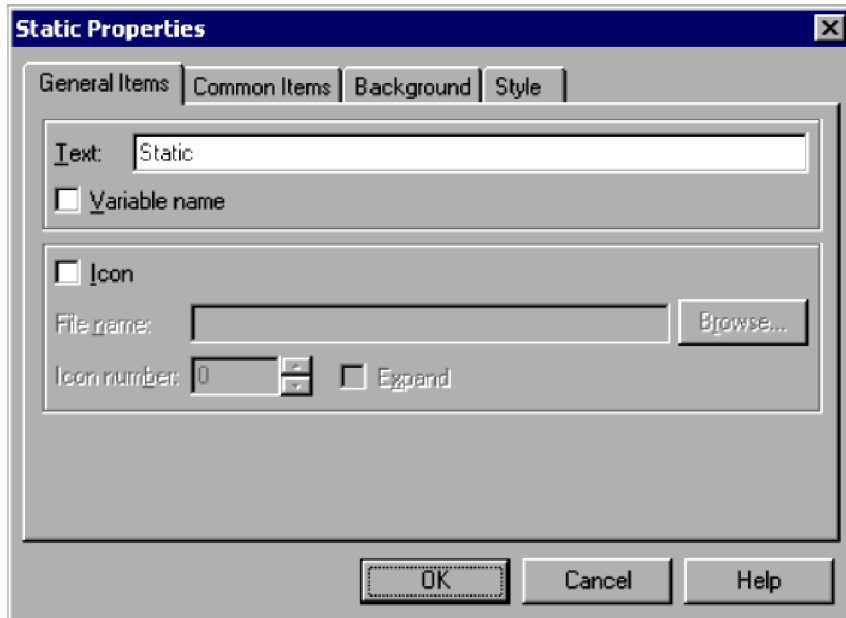 Static Properties
General Items Common Items Background Style
Text: Static
Variable name
Icon
File name: Browse...
Icon number: 0 Expand
OK Cancel Help